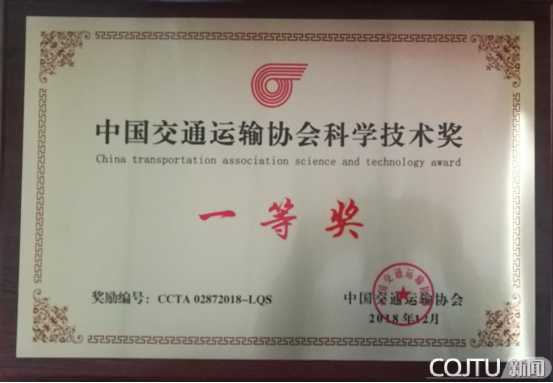 中国交通运输协会科学技术奖
China transportation association science and technology award
一等奖
奖励编号：CCTA 02872018-LQS
中国交通运输协会
2018年12月
CQJTU 新闻